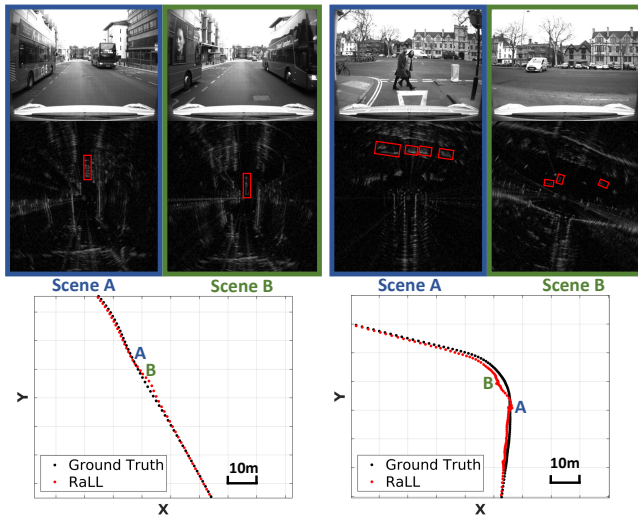 Scene A
Scene B
Scene A
Scene B
A
B
Y
Ground Truth
RaLL
10m
X
B
A
Y
Ground Truth
RaLL
10m
X